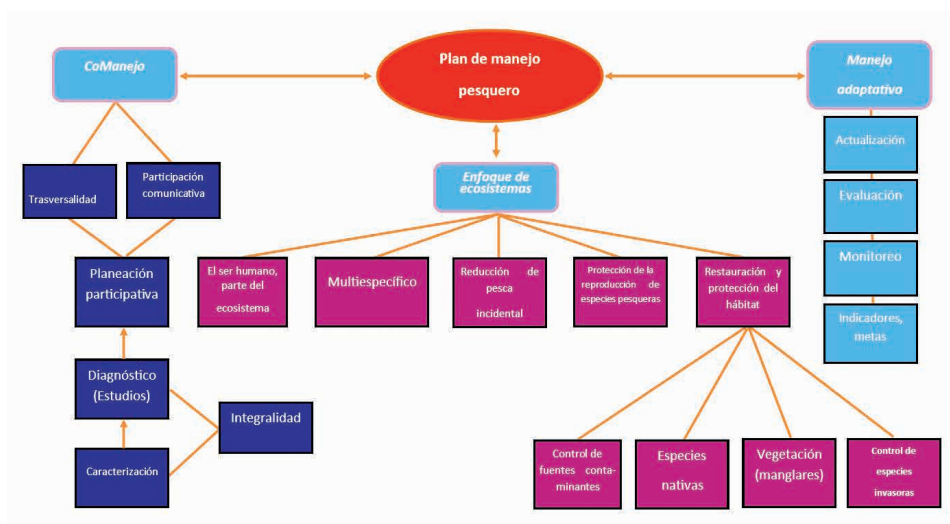 CoManejo
Plan de manejo
pesquero
Manejo
adaptativo
Trasversalidad
Participación
comunicativa
Enfoque de
ecosistemas
Actualización
Evaluación
Monitoreo
Indicadores,
metas
Planeación
participativa
El ser humano,
parte del
ecosistema
Multiespecífico
Reducción de
pesca
incidental
Protección de la
reproducción de
especies pesqueras
Restauración y
protección del
hábitat
Diagnóstico
(Estudios)
Integralidad
Caracterización
Control de
fuentes conta-
minantes
Especies
nativas
Vegetación
(manglares)
Control de
especies
invasoras